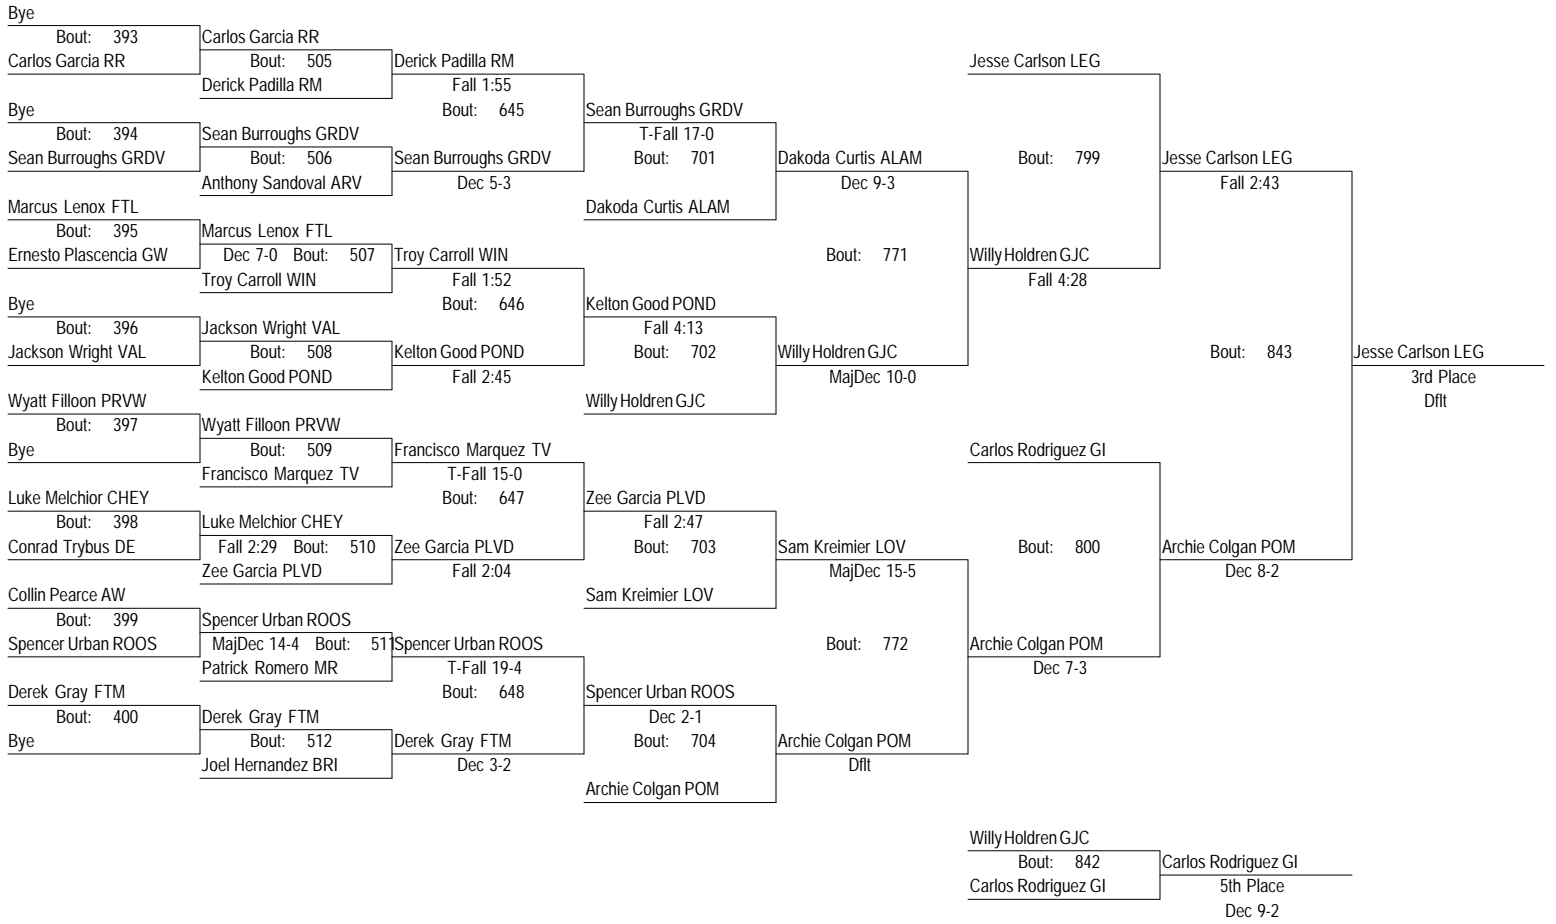 Bye
Bout: 393 Carlos Garcia RR
Carlos Garcia RR Bout: 505 Derick Padilla RM Jesse Carlson LEG
Derick Padilla RM Fall 1:55
Bye Bout: 645 Sean Burroughs GRDV
Bout: 394 Sean Burroughs GRDV T-Fall 17-0
Sean Burroughs GRDV Bout: 506 Sean Burroughs GRDV Bout: 701 Dakoda Curtis ALAM Bout: 799 Jesse Carlson LEG
Anthony Sandoval ARV Dec 5-3 Dec 9-3 Fall 2:43
Marcus Lenox FTL Dakoda Curtis ALAM
Bout: 395 Marcus Lenox FTL
Ernesto Plascencia GW Dec 7-0 Bout: 507 Troy Carroll WIN Bout: 771 Willy Holdren GJC
Troy Carroll WIN Fall 1:52 Fall 4:28
Bye Bout: 646 Kelton Good POND
Bout: 396 Jackson Wright VAL Fall 4:13
Jackson Wright VAL Bout: 508 Kelton Good POND Bout: 702 Willy Holdren GJC Bout: 843 Jesse Carlson LEG
Kelton Good POND Fall 2:45 MajDec 10-0 3rd Place
Wyatt Filloon PRVW Willy Holdren GJC Dflt
Bout: 397 Wyatt Filloon PRVW
Bye Bout: 509 Francisco Marquez TV Carlos Rodriguez GI
Francisco Marquez TV T-Fall 15-0
Luke Melchior CHEY Bout: 647 Zee Garcia PLVD
Bout: 398 Luke Melchior CHEY Fall 2:47
Conrad Trybus DE Fall 2:29 Bout: 510 Zee Garcia PLVD Bout: 703 Sam Kreimier LOV Bout: 800 Archie Colgan POM
Zee Garcia PLVD Fall 2:04 MajDec 15-5 Dec 8-2
Collin Pearce AW Sam Kreimier LOV
Bout: 399 Spencer Urban ROOS
Spencer Urban ROOS MajDec 14-4 Bout: 511 Spencer Urban ROOS Bout: 772 Archie Colgan POM
Patrick Romero MR T-Fall 19-4 Dec 7-3
Derek Gray FTM Bout: 648 Spencer Urban ROOS
Bout: 400 Derek Gray FTM Dec 2-1
Bye Bout: 512 Derek Gray FTM Bout: 704 Archie Colgan POM
Joel Hernandez BRI Dec 3-2 Dflt
Archie Colgan POM
Willy Holdren GJC
Bout: 842 Carlos Rodriguez GI
Carlos Rodriguez GI 5th Place
Dec 9-2